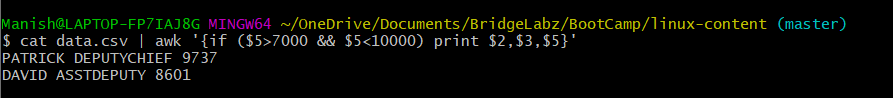 Manish@LAPTOP-FP7IAJ8G MINGW64 ~/OneDrive/Documents/BridgeLabz/BootCamp/linux-content (master)
$ cat data.csv | awk '{if ($5>7000 && $5<10000) print $2,$3,$5}'
PATRICK DEPUTYCHIEF 9737
DAVID ASSTDEPUTY 8601